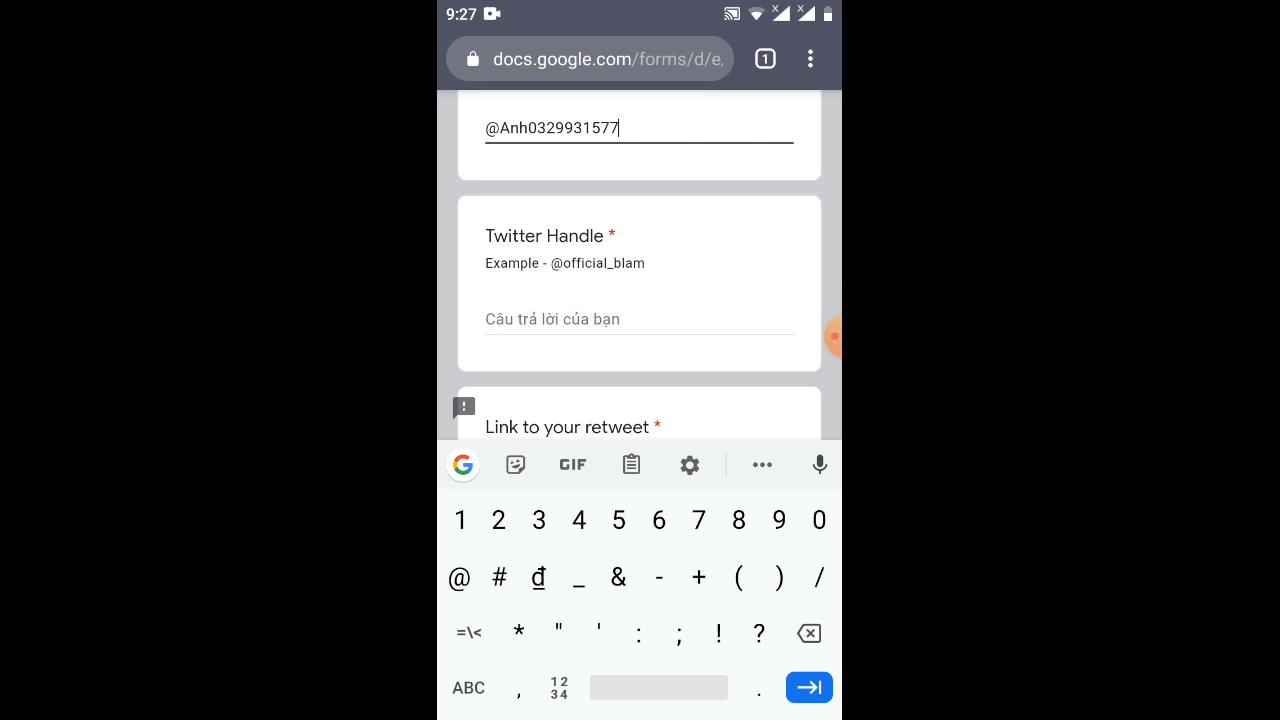 9:27
docs.google.com/forms/d/e/
1
@Anh0329931577
Twitter Handle *
Example - @official_blam
Câu trả lời của bạn
Link to your retweet *
GIF
1 2 3 4 5 6 7 8 9 0
@ # ₫ _ & - + ( ) /
=\< * " ' : ; ! ?
ABC , 12 34 .